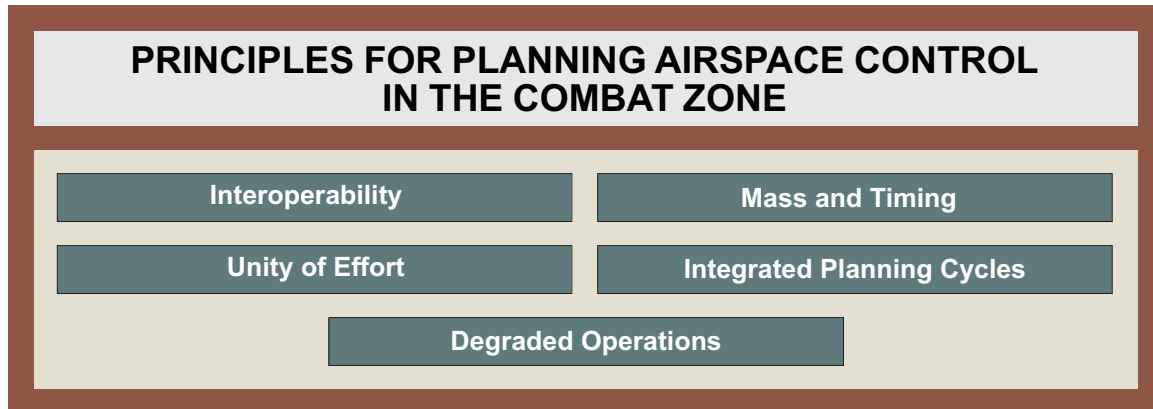 PRINCIPLES FOR PLANNING AIRSPACE CONTROL
IN THE COMBAT ZONE
Interoperability
Mass and Timing
Unity of Effort
Integrated Planning Cycles
Degraded Operations